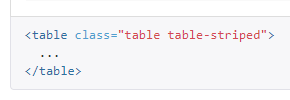 <table class="table table-striped">
  ...
</table>